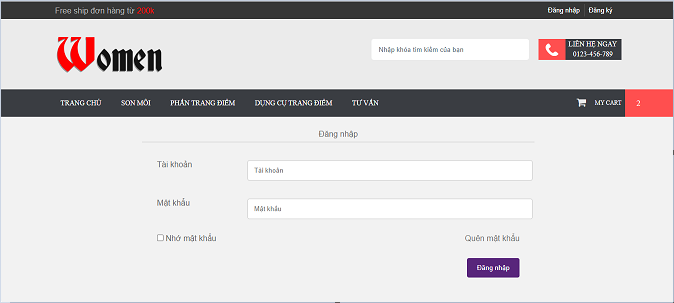 Free ship đơn hàng từ 200k
Đăng nhập Đăng ký
Women
Nhập khóa tìm kiếm của bạn
LIÊN HỆ NGAY
0123-456-789
TRANG CHỦ SON MÔI PHẤN TRANG ĐIỂM DỤNG CỤ TRANG ĐIỂM TƯ VẤN MY CART 2
Đăng nhập
Tài khoản
Tài khoản
Mật khẩu
Mật khẩu
Nhớ mật khẩu Quên mật khẩu
Đăng nhập